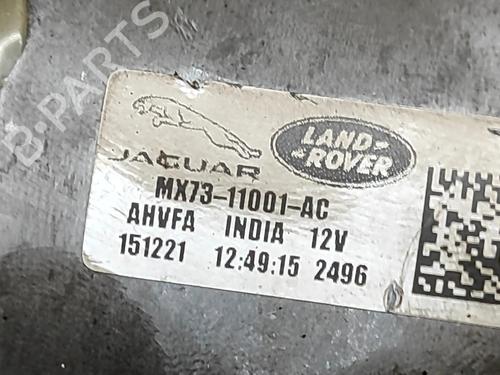 B-PARTS
JAGUAR
LAND-
-ROVER
MX73-11001-AC
AHVFA INDIA 12V
151221 12:49:15 2496